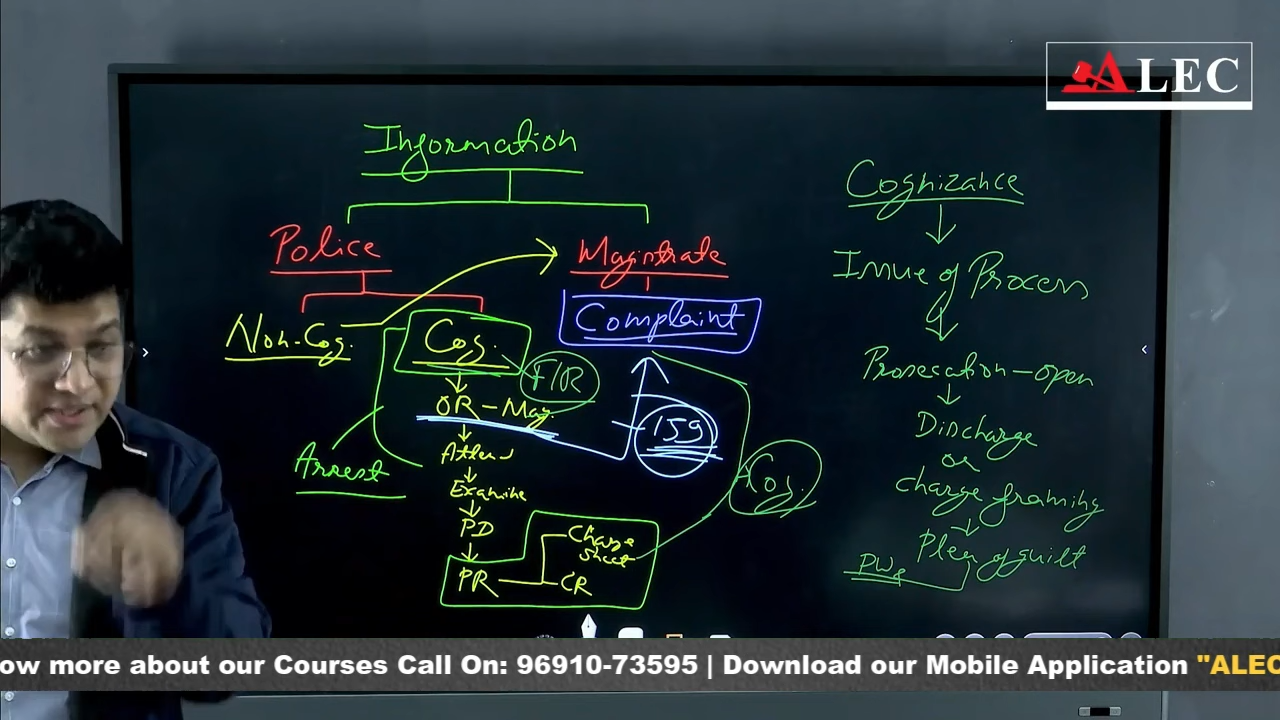 ALEC
Information
Police
Magistrate
Non-Cog.
Cog.
Complaint
FIR
OR - Mag.
159
Arrest
Atten
Examine
Cog.
PD
Charge
Sheet
PR
CR
Cognizance
Issue of Process
Prosecution - open
Discharge
or
charge framing
Plea of guilt
PWs
ow more about our Courses Call On: 96910-73595 | Download our Mobile Application "ALEC